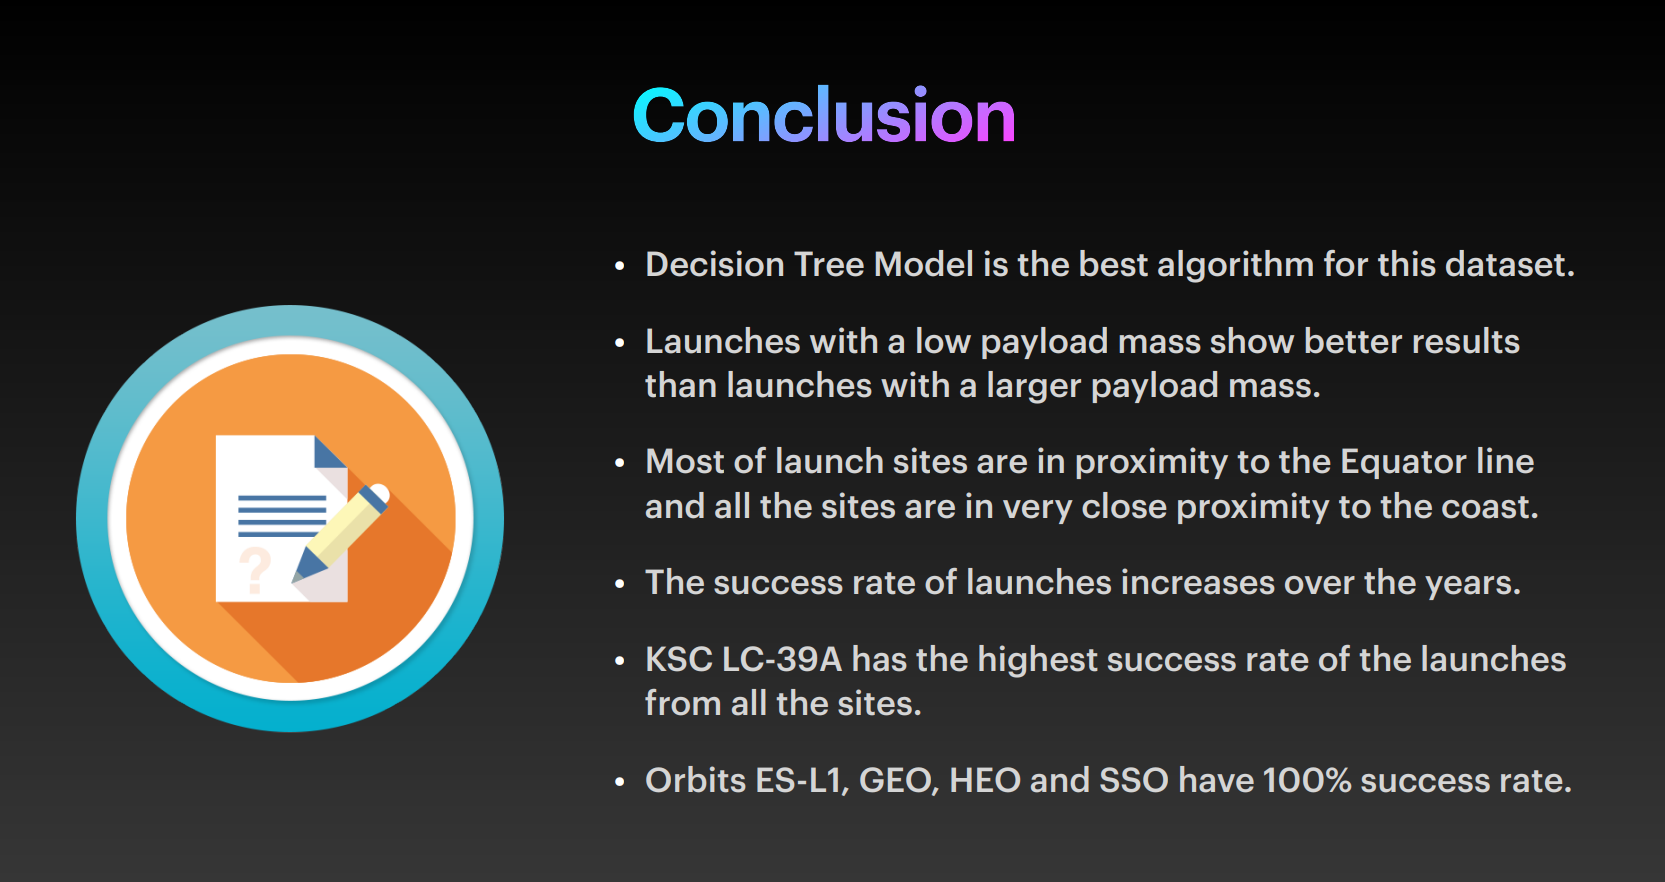 Conclusion
• Decision Tree Model is the best algorithm for this dataset.
• Launches with a low payload mass show better results
than launches with a larger payload mass.
• Most of launch sites are in proximity to the Equator line
and all the sites are in very close proximity to the coast.
• The success rate of launches increases over the years.
• KSC LC-39A has the highest success rate of the launches
from all the sites.
• Orbits ES-L1, GEO, HEO and SSO have 100% success rate.
?